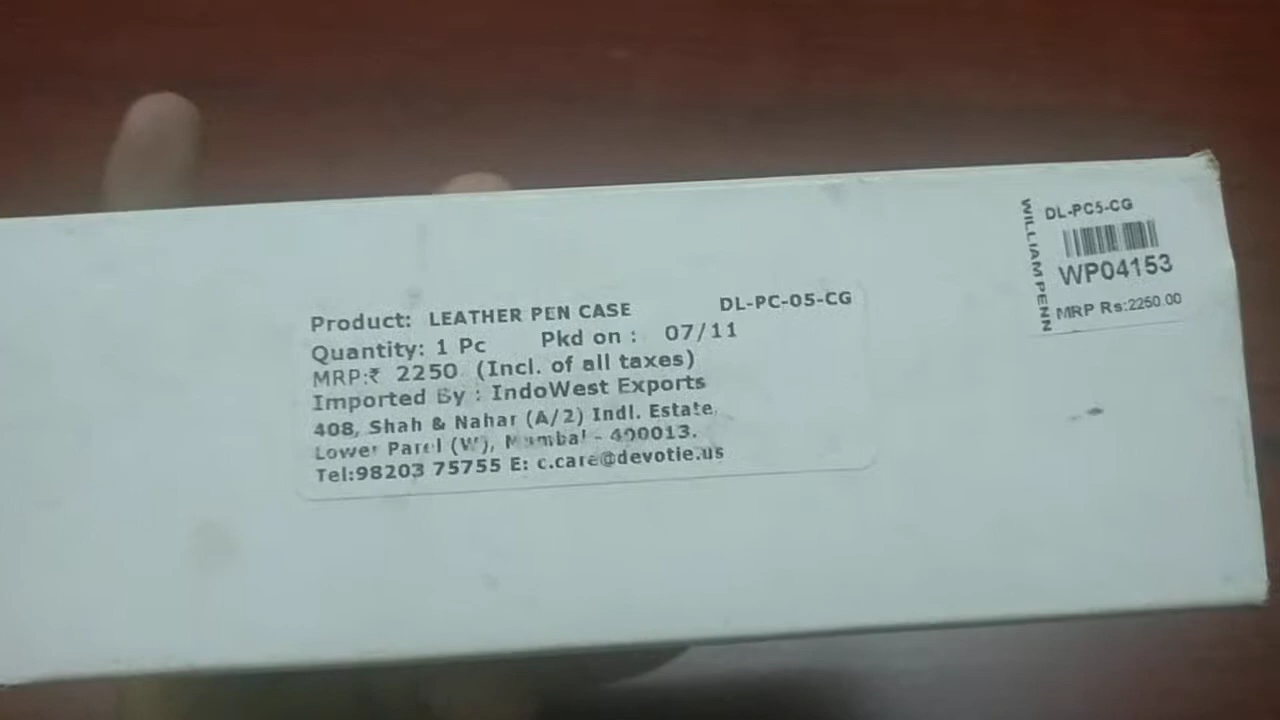 Product: LEATHER PEN CASE DL-PC-05-CG
Quantity: 1 Pc Pkd on : 07/11
MRP:₹ 2250 (Incl. of all taxes)
Imported By : IndoWest Exports
408, Shah & Nahar (A/2) Indl. Estate,
Lower Parel (W), Mumbai - 400013.
Tel:98203 75755 E: c.care@devotie.us
WILLIAM PENN
DL-PC5-CG
WP04153
MRP Rs:2250.00